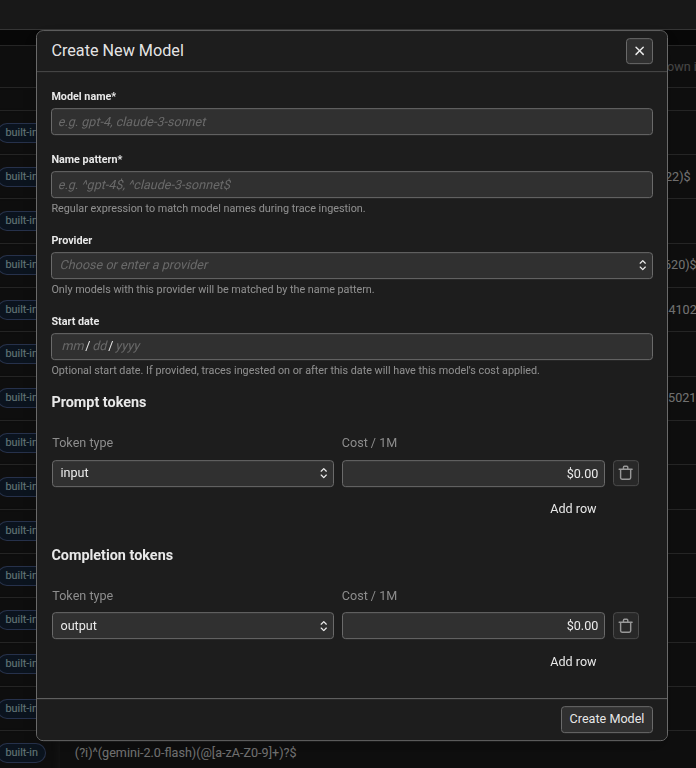 Create New Model
own i
Model name*
e.g. gpt-4, claude-3-sonnet
built-in
Name pattern*
built-in
e.g. ^gpt-4$, ^claude-3-sonnet$
22)$
Regular expression to match model names during trace ingestion.
built-in
Provider
built-in
Choose or enter a provider
620)$
Only models with this provider will be matched by the name pattern.
built-in
4102
Start date
built-in
mm/dd/yyyy
Optional start date. If provided, traces ingested on or after this date will have this model's cost applied.
built-in
5021
Prompt tokens
built-in
Token type Cost / 1M
input $0.00
built-in
Add row
built-in
Completion tokens
built-in
Token type Cost / 1M
built-in
output $0.00
built-in
Add row
built-in
Create Model
built-in (?i)^(gemini-2.0-flash)(@[a-zA-Z0-9]+)?$